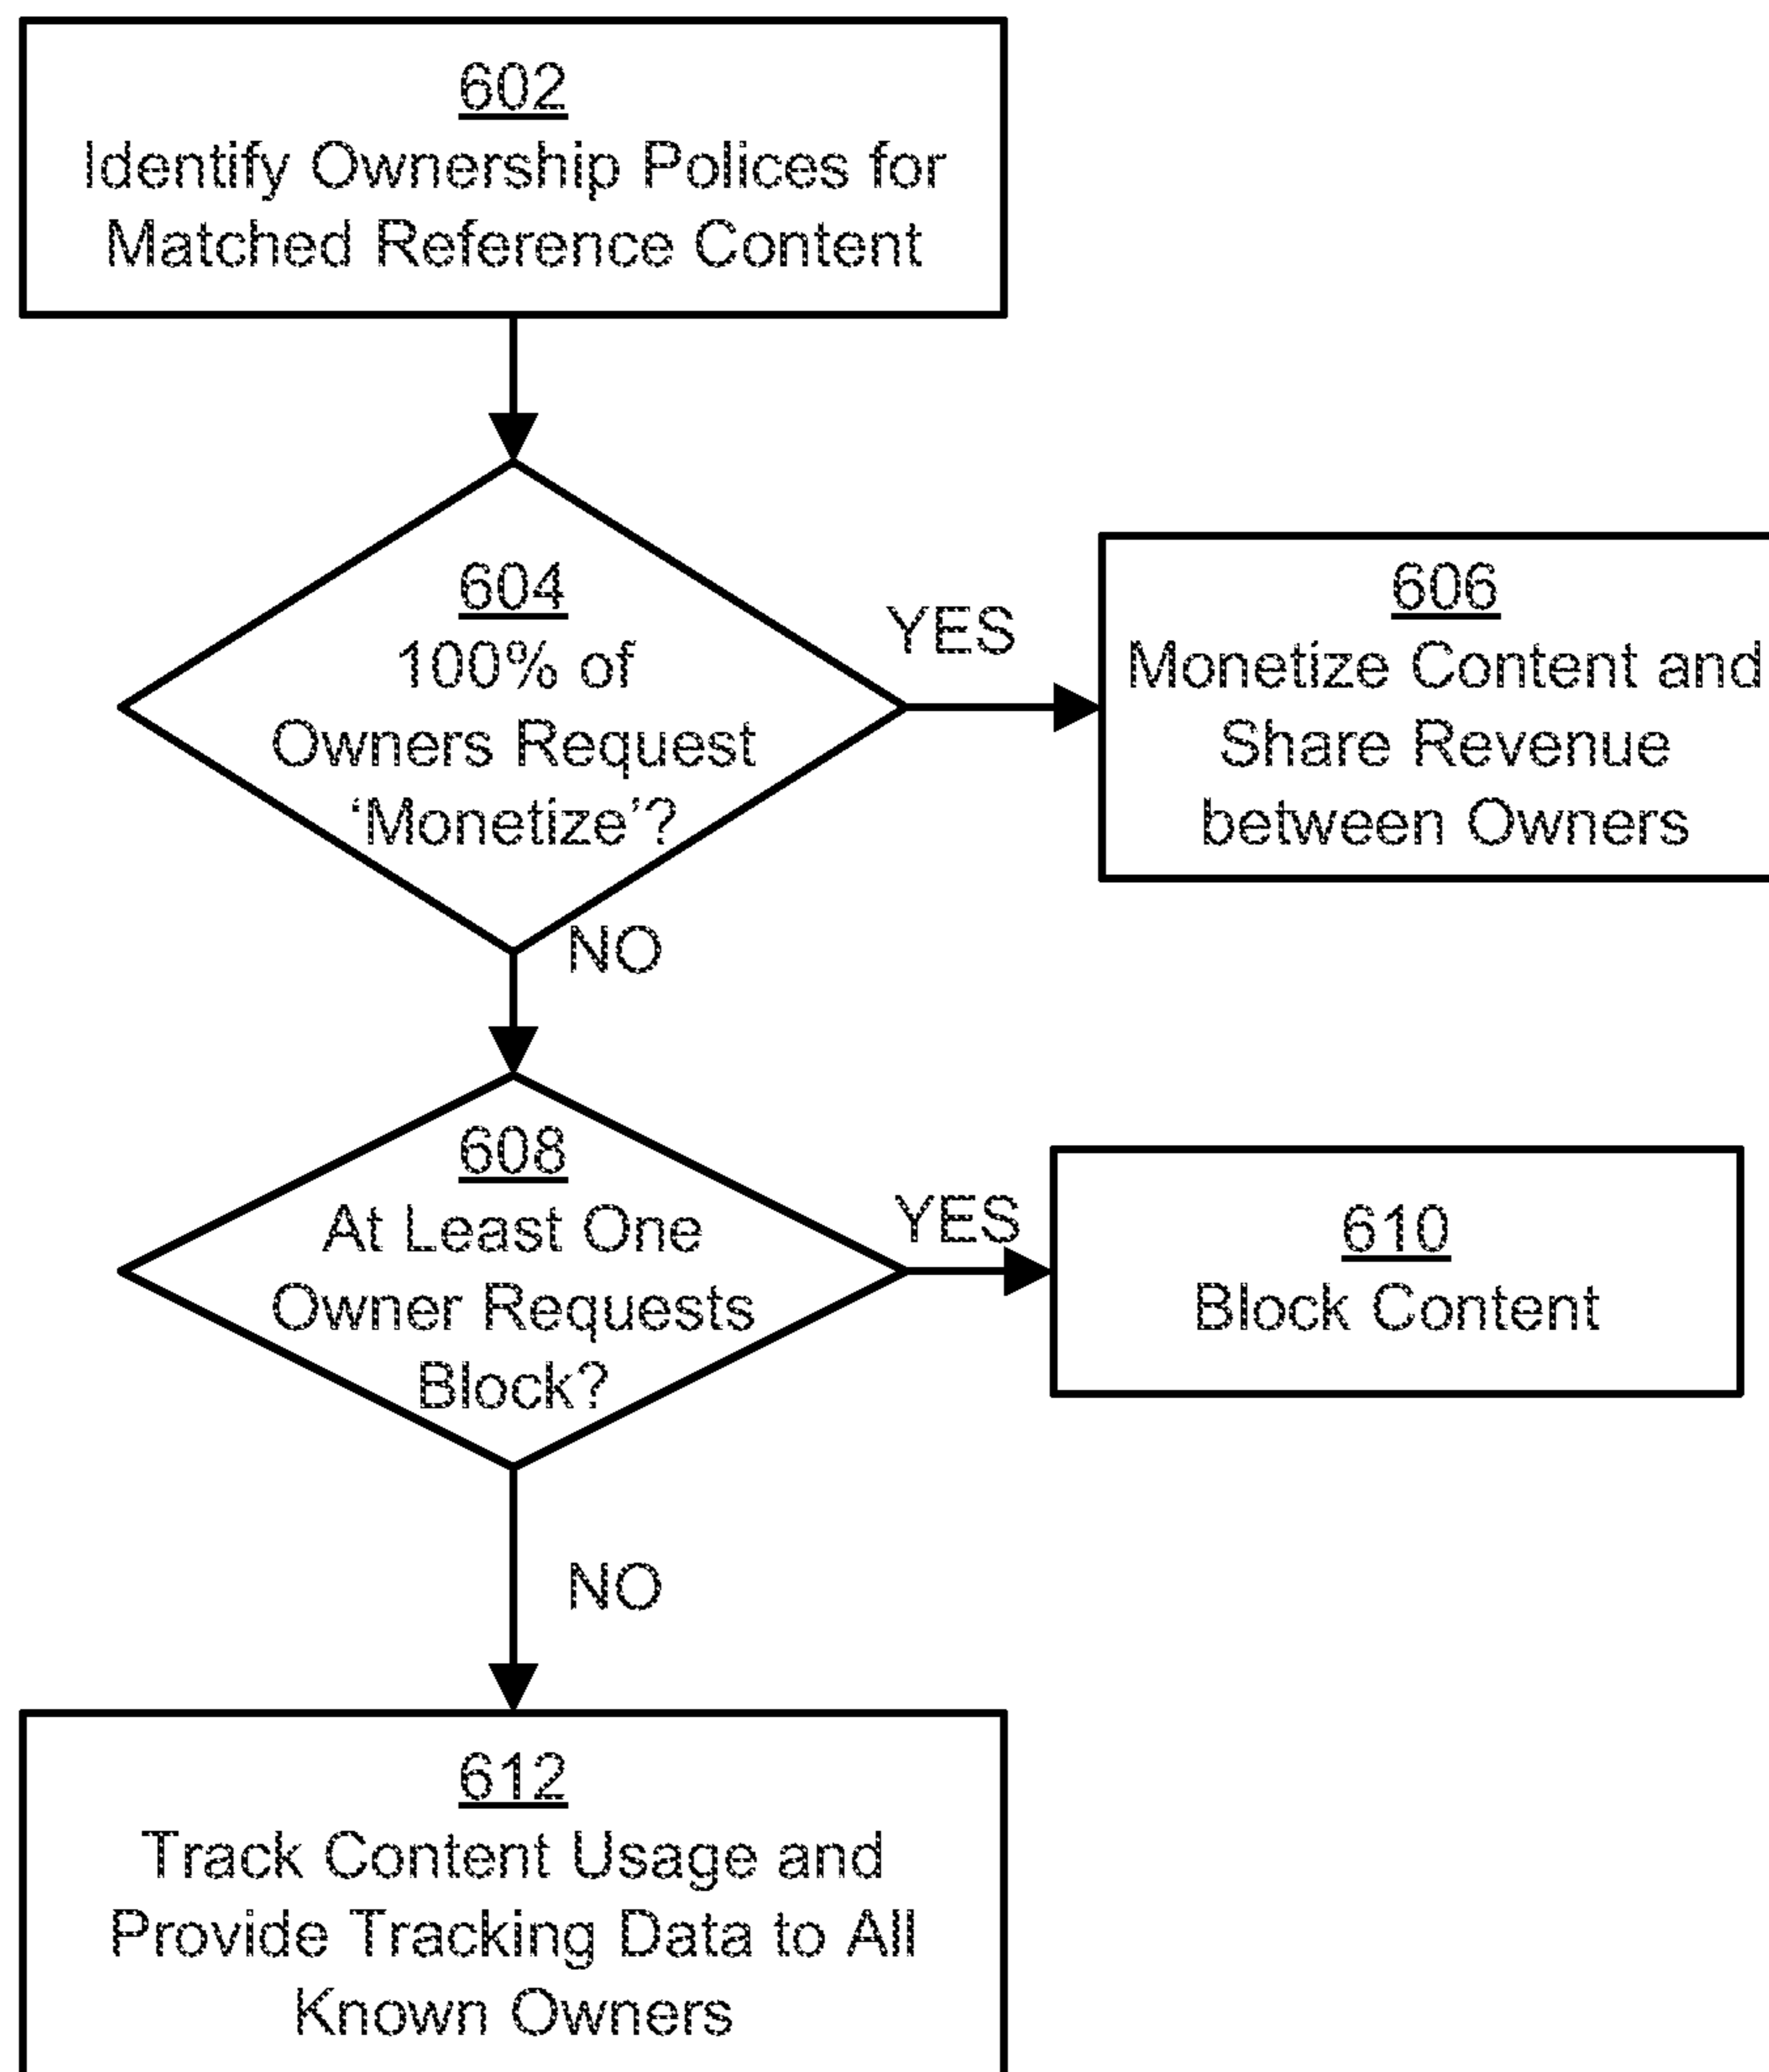 602
Identify Ownership Polices for
Matched Reference Content
604
100% of
Owners Request
‘Monetize’?
YES
606
Monetize Content and
Share Revenue
between Owners
NO
608
At Least One
Owner Requests
Block?
YES
610
Block Content
NO
612
Track Content Usage and
Provide Tracking Data to All
Known Owners